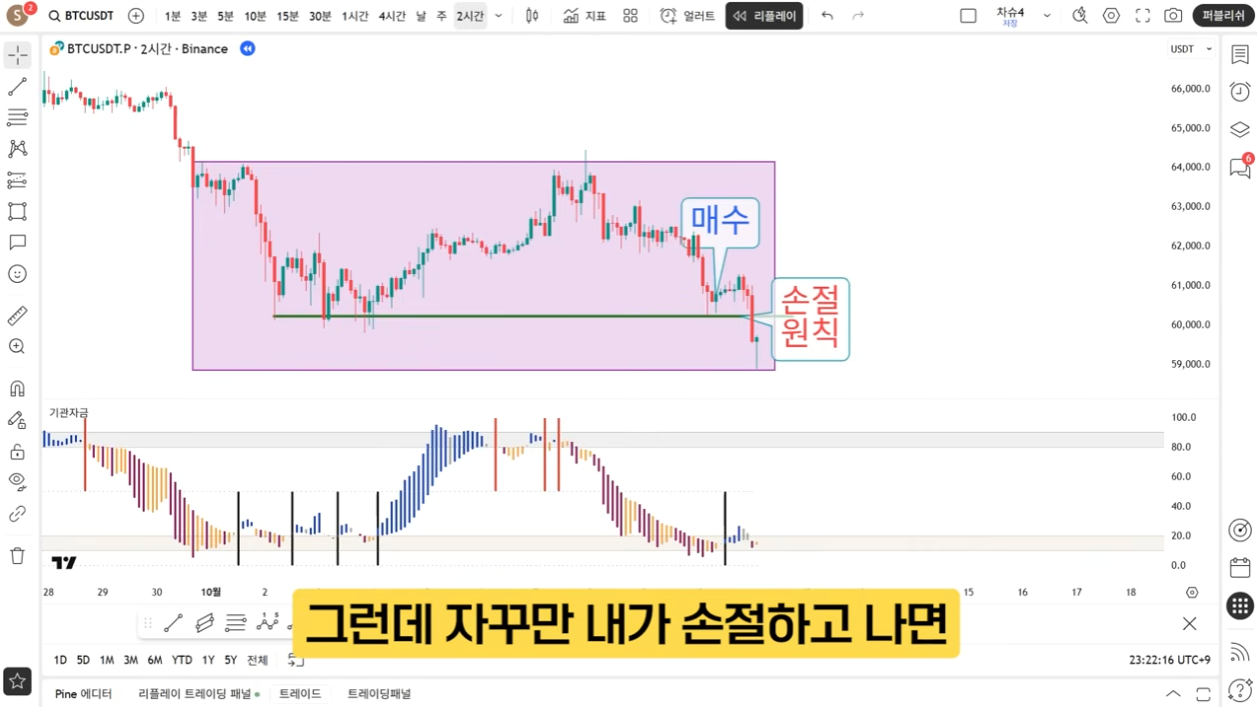 S 2 BTCUSDT 1분 3분 5분 10분 15분 30분 1시간 4시간 날 주 2시간 지표 얼러트 리플레이 차슈4 퍼블리쉬
저장
BTCUSDT.P · 2시간 · Binance
USDT
66,000.0
65,000.0
64,000.0
63,000.0
62,000.0
61,000.0
60,000.0
59,000.0
6
매수
손절
원칙
기관자금
100.0
80.0
60.0
40.0
20.0
0.0
28 29 30 10월 2 15 16 17 18
그런데 자꾸만 내가 손절하고 나면
1D 5D 1M 3M 6M YTD 1Y 5Y 전체
23:22:16 UTC+9
Pine 에디터 리플레이 트레이딩 패널 트레이드 트레이딩패널